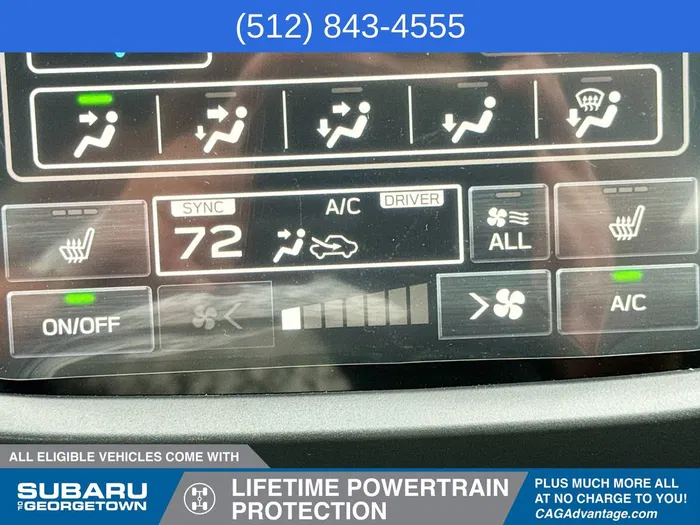 (512) 843-4555
SYNC
A/C
DRIVER
72
ALL
ON/OFF
A/C
ALL ELIGIBLE VEHICLES COME WITH
SUBARU
OF GEORGETOWN
LIFETIME POWERTRAIN
PROTECTION
PLUS MUCH MORE ALL
AT NO CHARGE TO YOU!
CAGAdvantage.com